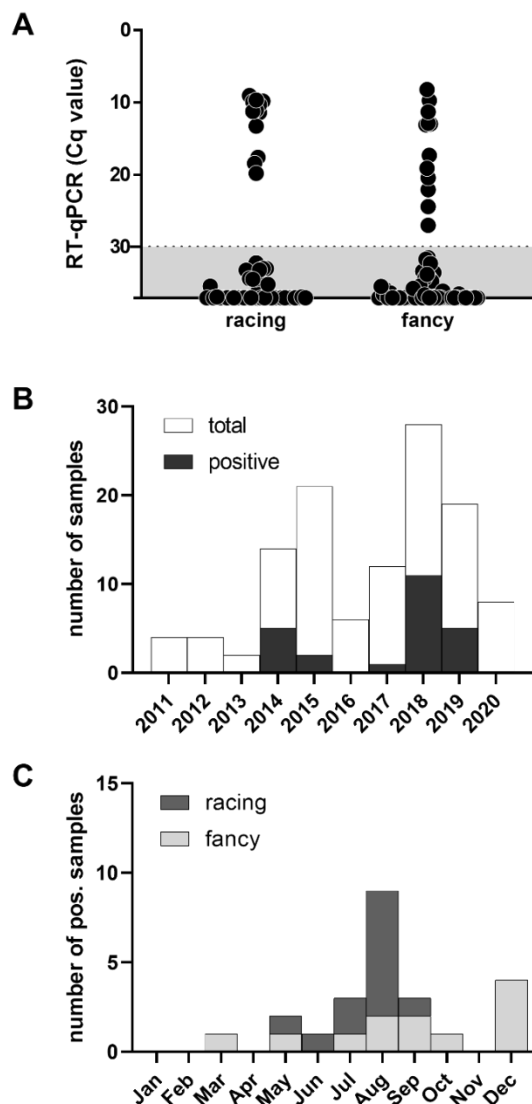 A
RT-qPCR (Cq value)
0
10
20
30
racing
fancy
B
number of samples
30
20
10
0
total
positive
2011
2012
2013
2014
2015
2016
2017
2018
2019
2020
C
number of pos. samples
15
10
5
0
racing
fancy
Jan
Feb
Mar
Apr
May
Jun
Jul
Aug
Sep
Oct
Nov
Dec